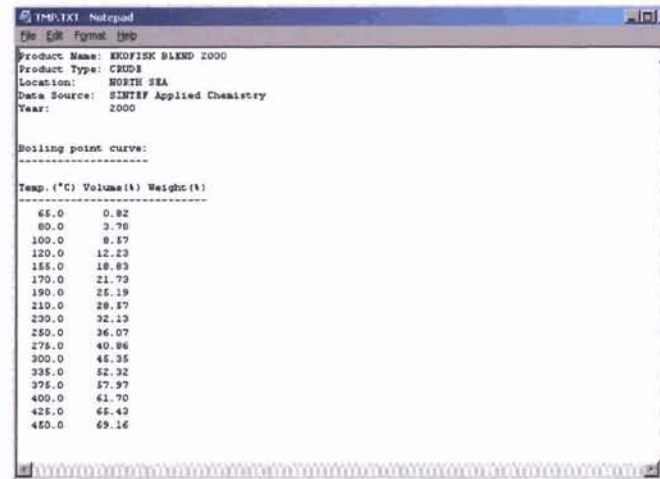 TMP.TXT - Notepad
File Edit Format Help
Product Name: EKOFISK BLEND 2000
Product Type: CRUDE
Location: NORTH SEA
Data Source: SINTEF Applied Chemistry
Year: 2000
Boiling point curve:
--------------------
Temp.(°C) Volume(%) Weight(%)
-----------------------------
65.0 0.82
80.0 3.78
100.0 8.57
120.0 12.23
155.0 18.83
170.0 21.73
190.0 25.19
210.0 28.57
230.0 32.13
250.0 36.07
275.0 40.86
300.0 45.35
335.0 52.32
375.0 57.97
400.0 61.70
425.0 65.43
450.0 69.16